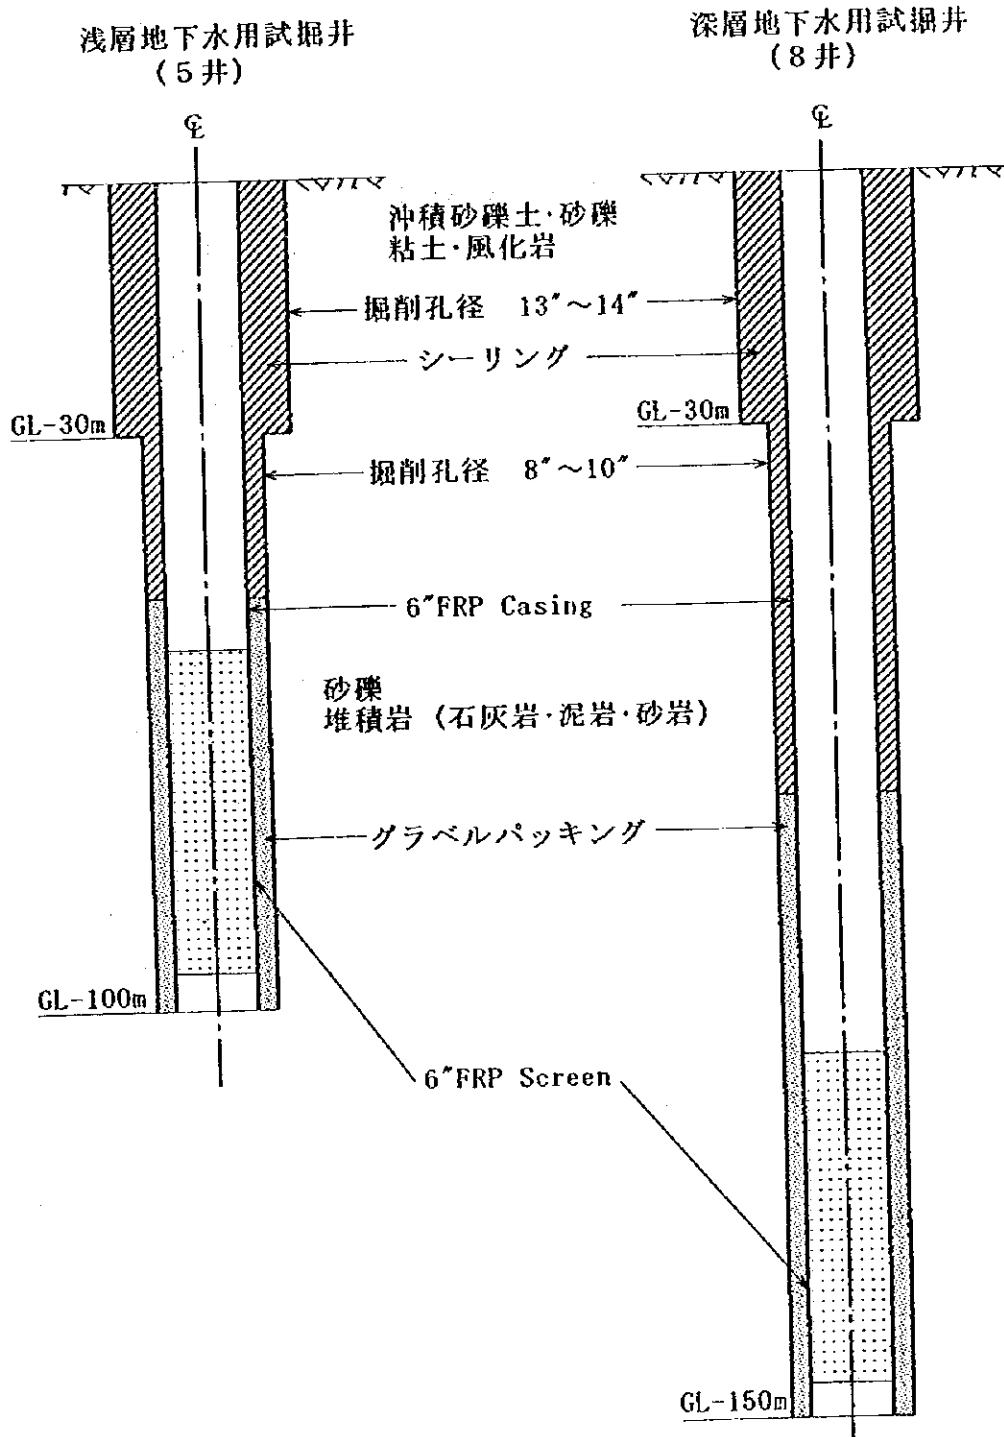 浅層地下水用試掘井
(5井)
深層地下水用試掘井
(8井)
℄
℄
沖積砂礫土·砂礫
粘土·風化岩
掘削孔径 13″～14″
シーリング
GL-30m
GL-30m
掘削孔径 8″～10″
6″FRP Casing
砂礫
堆積岩 (石灰岩·泥岩·砂岩)
グラベルパッキング
GL-100m
6″FRP Screen
GL-150m